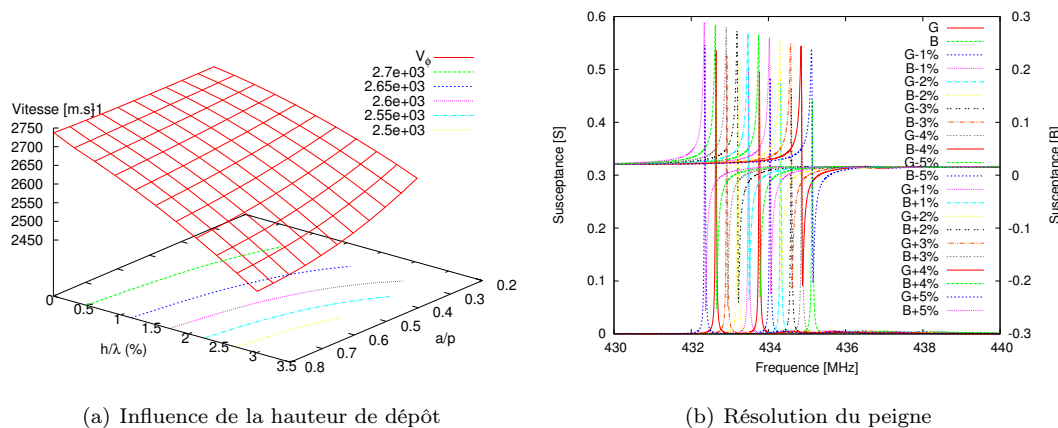 V ϕ
2.7e+03
2.65e+03
2.6e+03
2.55e+03
2.5e+03
Vitesse [m.s]-1
2750
2700
2650
2600
2550
2500
2450
0
0.5
1
1.5
2
2.5
3
3.5
h/λ (%)
0.8
0.7
0.6
0.5
0.4
0.3
0.2
a/p
(a) Influence de la hauteur de dépôt
0.6
0.5
0.4
0.3
0.2
0.1
0
Susceptance [S]
430
432
434
436
438
440
Frequence [MHz]
0.3
0.2
0.1
0
-0.1
-0.2
-0.3
Susceptance [B]
G
B
G-1%
B-1%
G-2%
B-2%
G-3%
B-3%
G-4%
B-4%
G-5%
B-5%
G+1%
B+1%
G+2%
B+2%
G+3%
B+3%
G+4%
B+4%
G+5%
B+5%
(b) Résolution du peigne